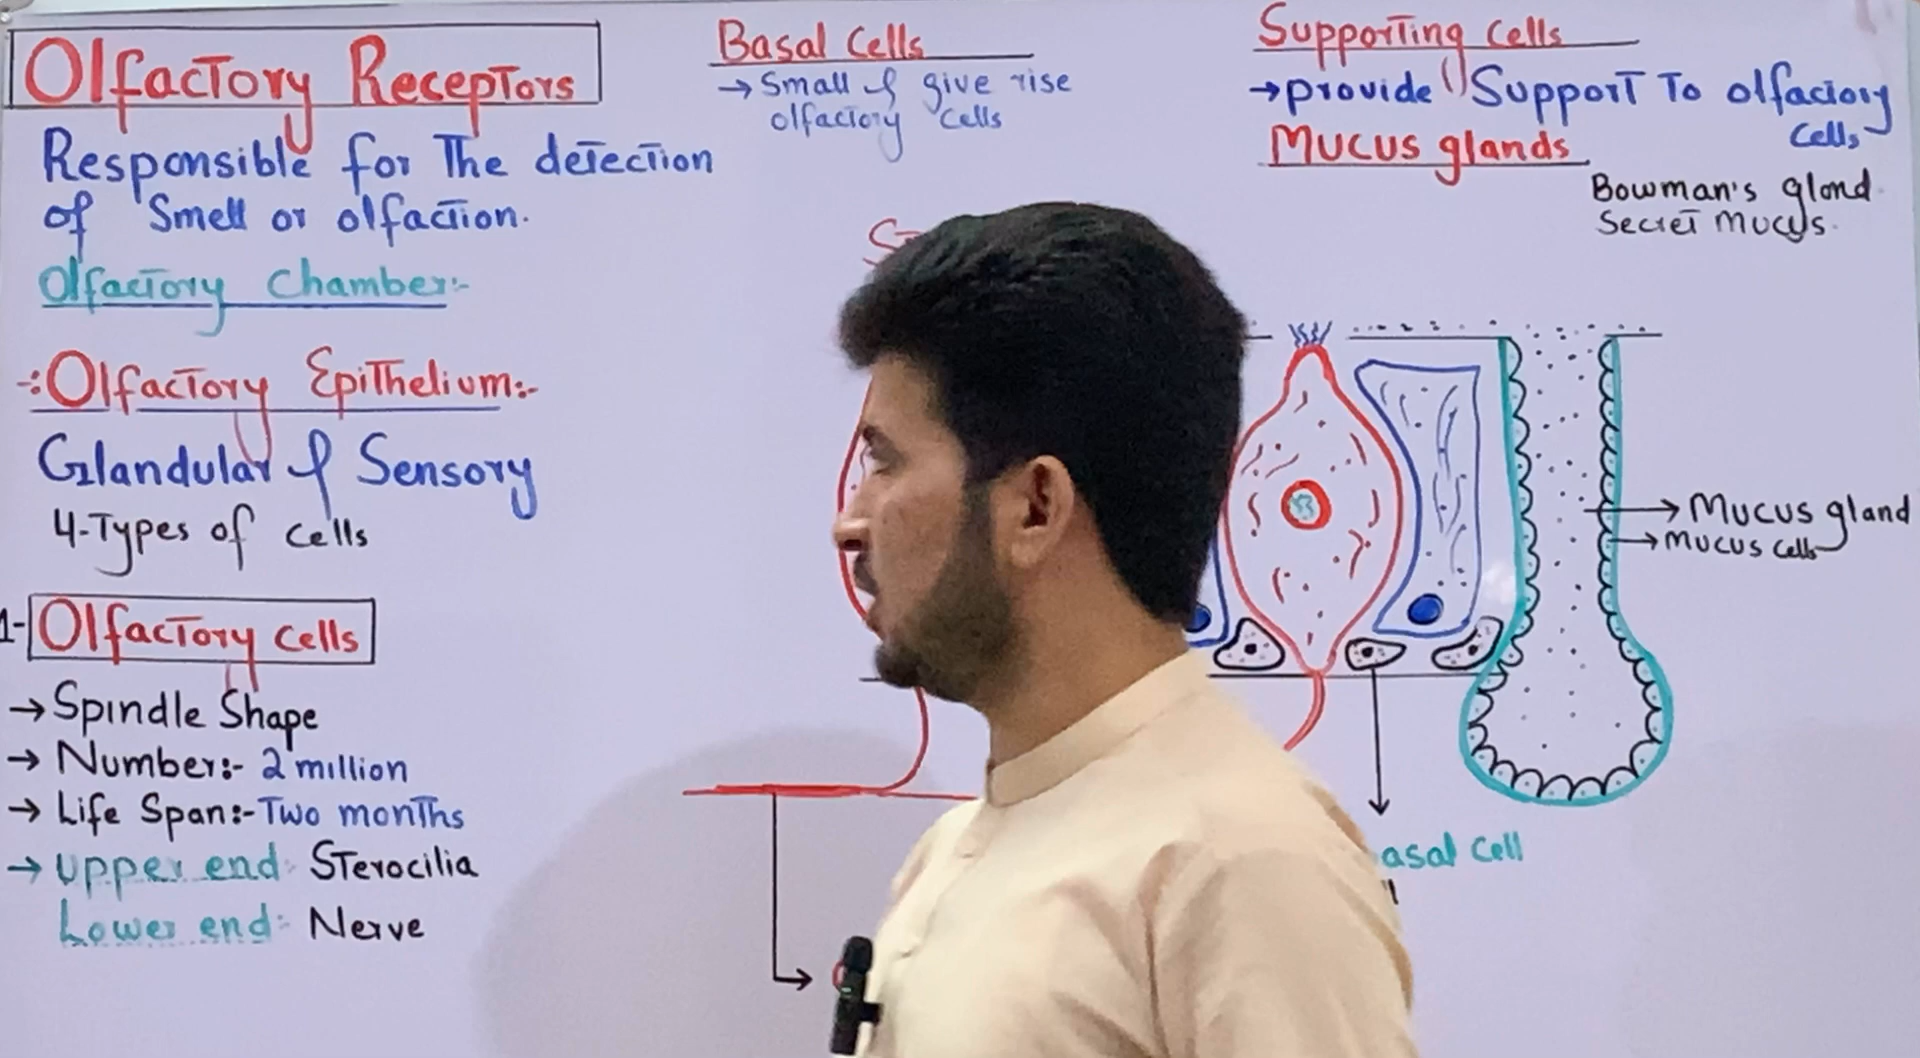 Olfactory Receptors
Responsible for The detection
of Smell or olfaction.
Olfactory Chamber:-
-:Olfactory Epithelium:-
Glandular & Sensory
4-Types of cells
1- Olfactory cells
→ Spindle Shape
→ Number:- 2 million
→ Life Span:- Two months
→ Upper end: Sterocilia
Lower end: Nerve
Basal Cells
→ Small & give rise
olfactory cells
Supporting cells
→ provide Support To olfactory
cells
Mucus glands
Bowman's gland
Secret Mucus.
→ Mucus gland
→ Mucus cells
asal Cell